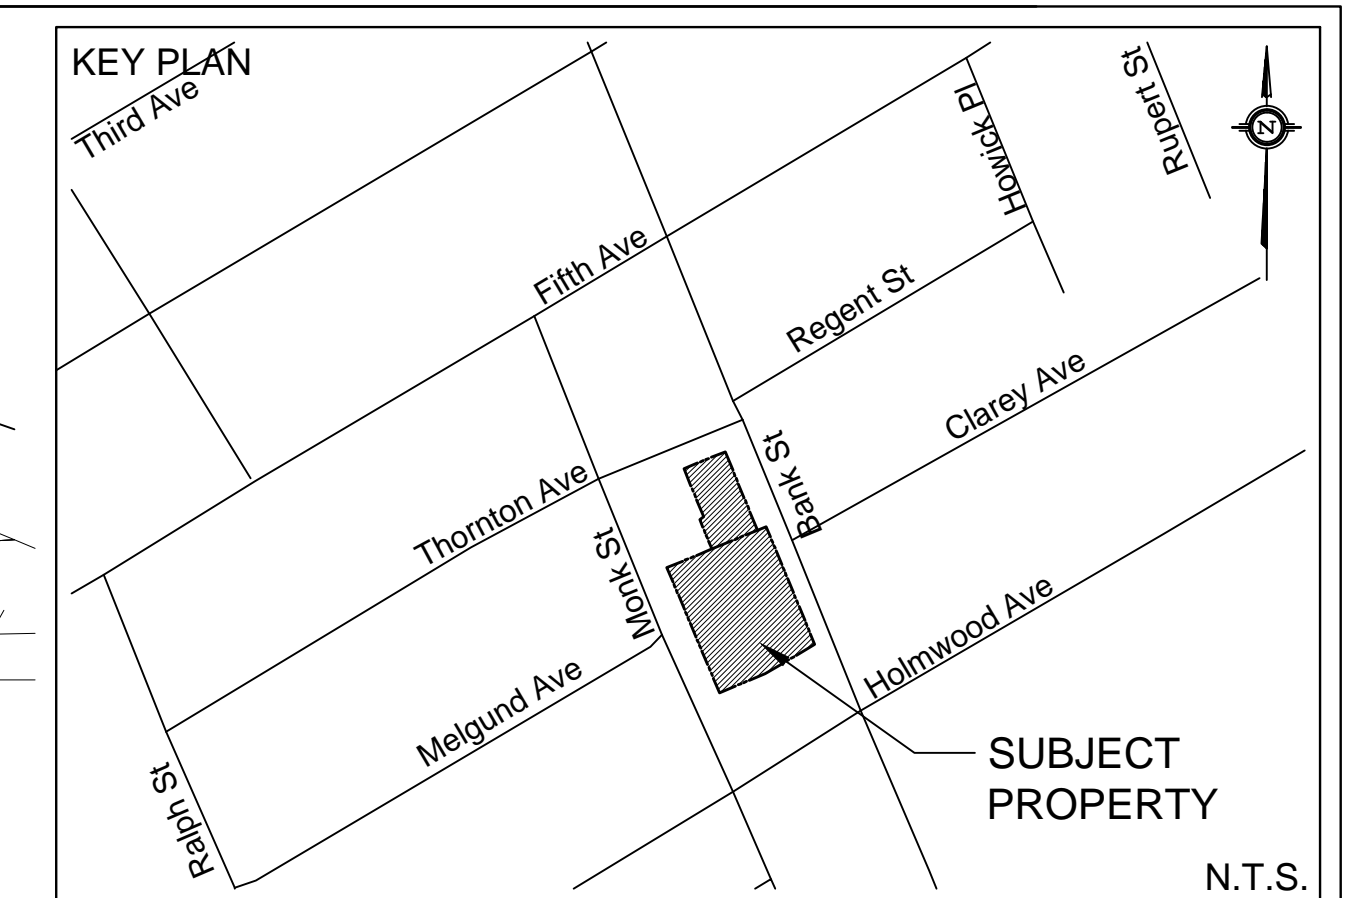 KEY PLAN
Third Ave
Fifth Ave
Howick Pl
Rupert St
N
Regent St
Clarey Ave
Bank St
Thornton Ave
Monk St
Holmwood Ave
Melgund Ave
Ralph St
SUBJECT
PROPERTY
N.T.S.